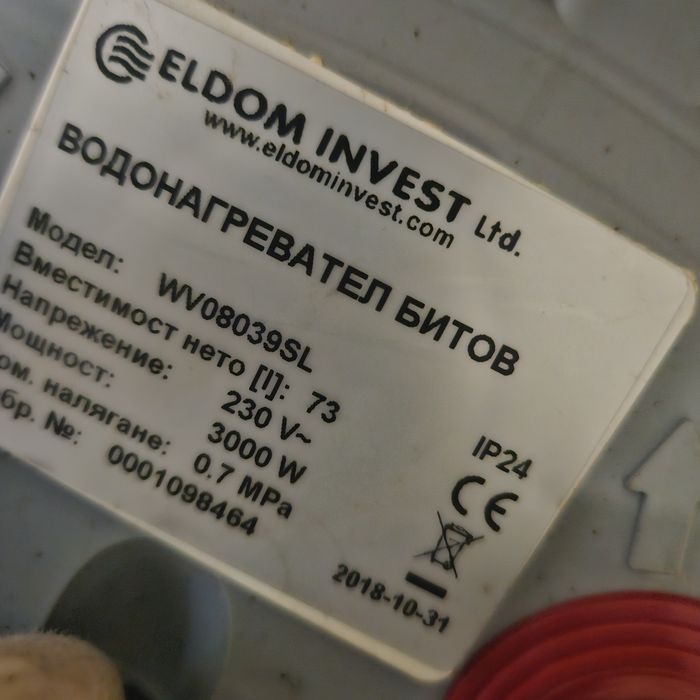 ELDOM INVEST Ltd.
www.eldominvest.com
ВОДОНАГРЕВАТЕЛ БИТОВ
Модел: WV08039SL
Вместимост нето [l]: 73
Напрежение: 230 V~
Мощност: 3000 W
ом. налягане: 0.7 MPa
бр. №: 0001098464
IP24
CE
2018-10-31